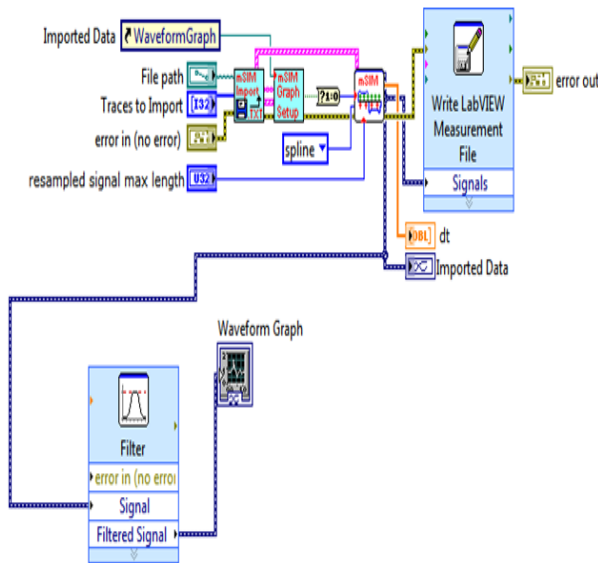 Imported Data
WaveformGraph
File path
Traces to Import
I32
error in (no error)
resampled signal max length
U32
mSIM
Import
TXT
mSIM
Graph
Setup
?1:0
mSIM
spline
Write LabVIEW
Measurement
File
Signals
error out
DBL
dt
Imported Data
Waveform Graph
Filter
error in (no error
Signal
Filtered Signal